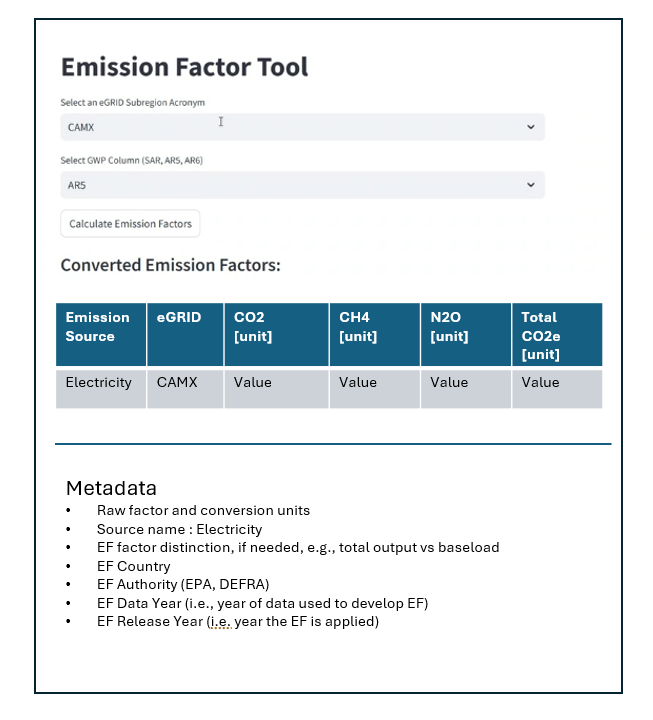 Emission Factor Tool
Select an eGRID Subregion Acronym
CAMX
Select GWP Column (SAR, AR5, AR6)
AR5
Calculate Emission Factors
Converted Emission Factors:
Emission Source | eGRID | CO2 [unit] | CH4 [unit] | N2O [unit] | Total CO2e [unit]
Electricity | CAMX | Value | Value | Value | Value
Metadata
• Raw factor and conversion units
• Source name : Electricity
• EF factor distinction, if needed, e.g., total output vs baseload
• EF Country
• EF Authority (EPA, DEFRA)
• EF Data Year (i.e., year of data used to develop EF)
• EF Release Year (i.e. year the EF is applied)